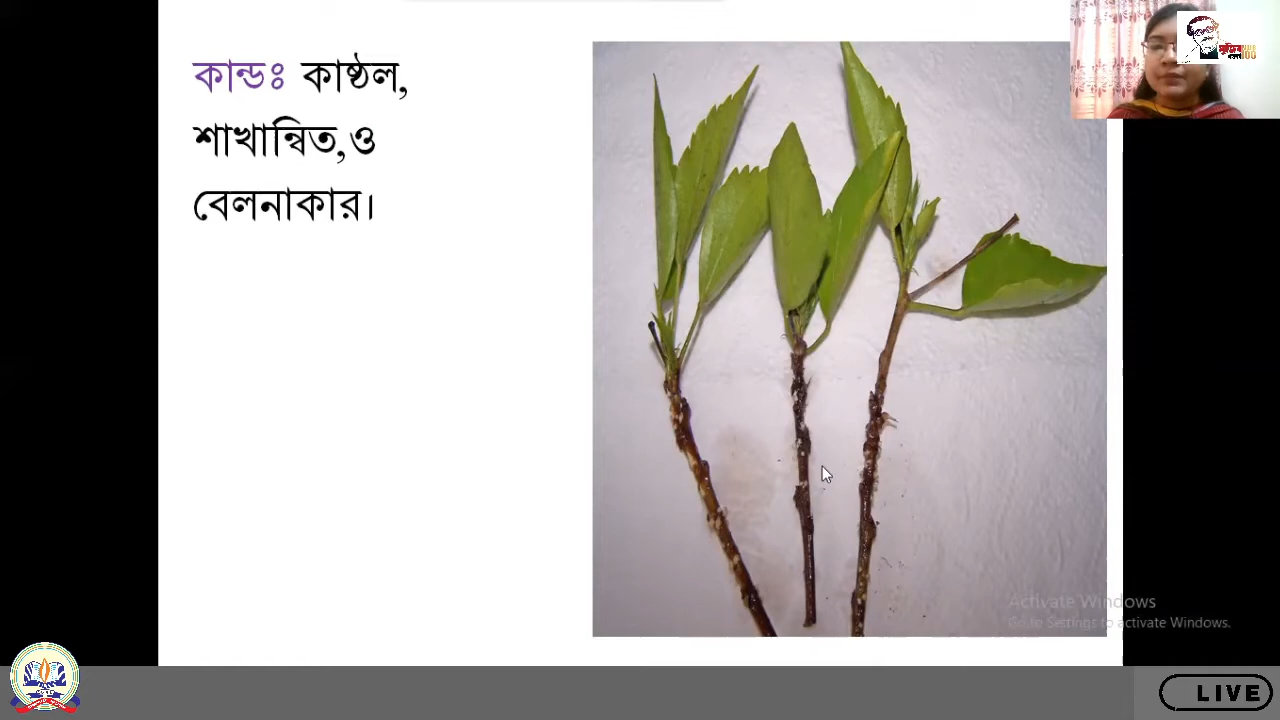 কান্ডঃ কাষ্ঠল,
শাখান্বিত,ও
বেলনাকার।
Activate Windows
Go to Settings to activate Windows.
LIVE